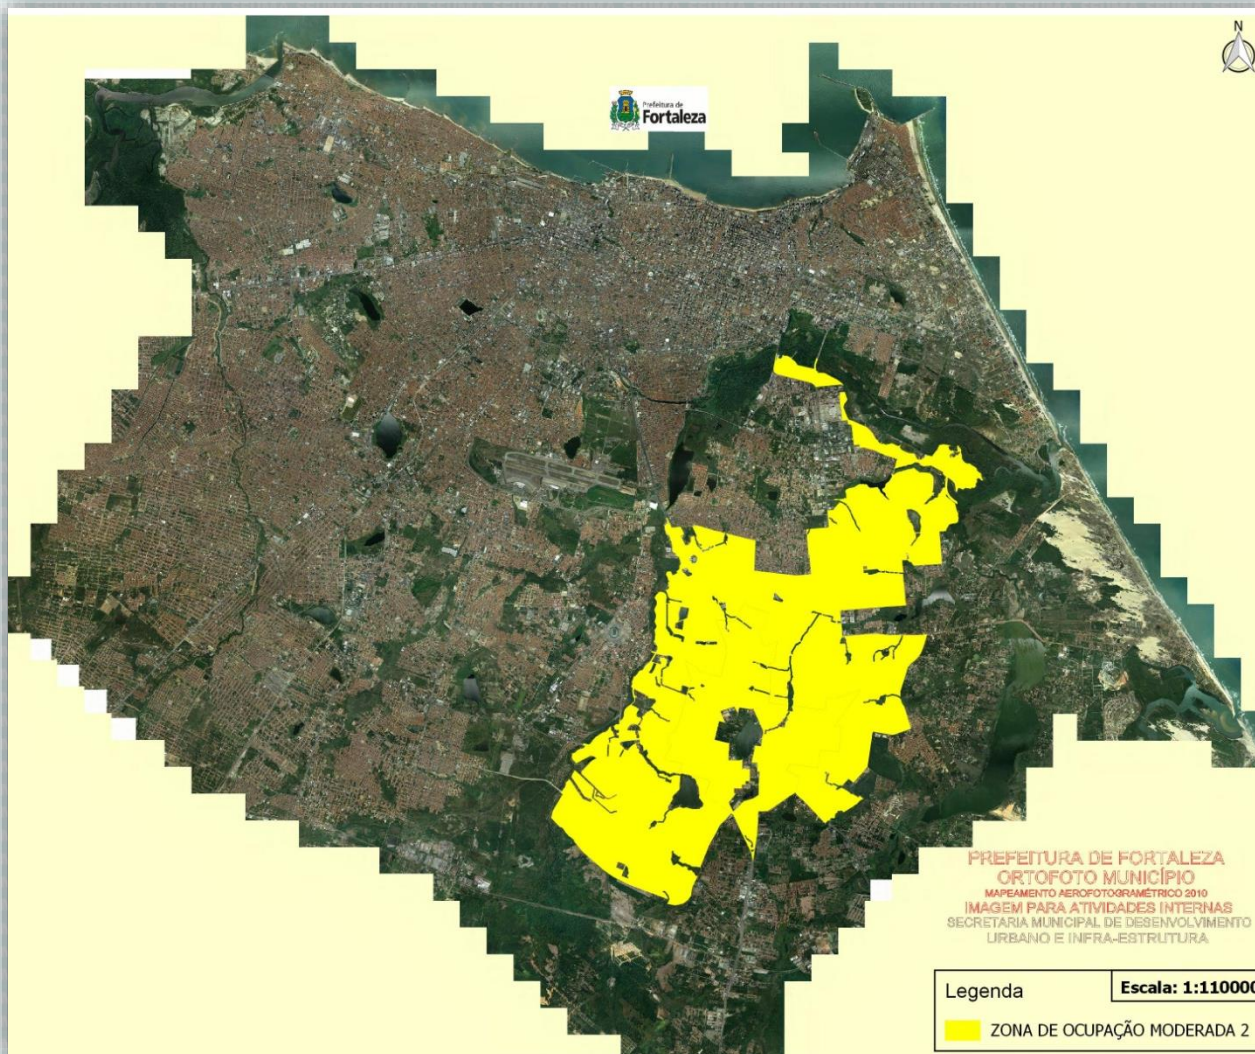 N
Prefeitura de
Fortaleza
PREFEITURA DE FORTALEZA
ORTOFOTO MUNICÍPIO
MAPEAMENTO AEROFOTOGRAMÉTRICO 2010
IMAGEM PARA ATIVIDADES INTERNAS
SECRETARIA MUNICIPAL DE DESENVOLVIMENTO
URBANO E INFRA-ESTRUTURA
Legenda
Escala: 1:110000
ZONA DE OCUPAÇÃO MODERADA 2